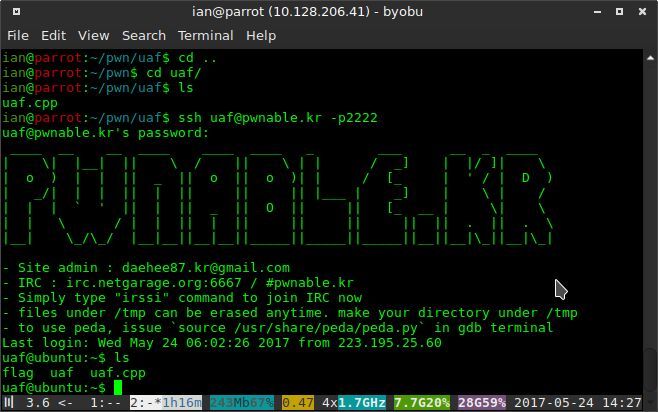 ian@parrot (10.128.206.41) - byobu
File Edit View Search Terminal Help
ian@parrot:~/pwn/uaf$ cd ..
ian@parrot:~/pwn$ cd uaf/
ian@parrot:~/pwn/uaf$ ls
uaf.cpp
ian@parrot:~/pwn/uaf$ ssh uaf@pwnable.kr -p2222
uaf@pwnable.kr's password:
PWNABLE.KR
- Site admin : daehee87.kr@gmail.com
- IRC : irc.netgarage.org:6667 / #pwnable.kr
- Simply type "irssi" command to join IRC now
- files under /tmp can be erased anytime. make your directory under /tmp
- to use peda, issue `source /usr/share/peda/peda.py` in gdb terminal
Last login: Wed May 24 06:02:26 2017 from 223.195.25.60
uaf@ubuntu:~$ ls
flag uaf uaf.cpp
uaf@ubuntu:~$
3.6 <- 1:-- 2:-*1h16m 243Mb67% 0.47 4x1.7GHz 7.7G20% 28G59% 2017-05-24 14:27